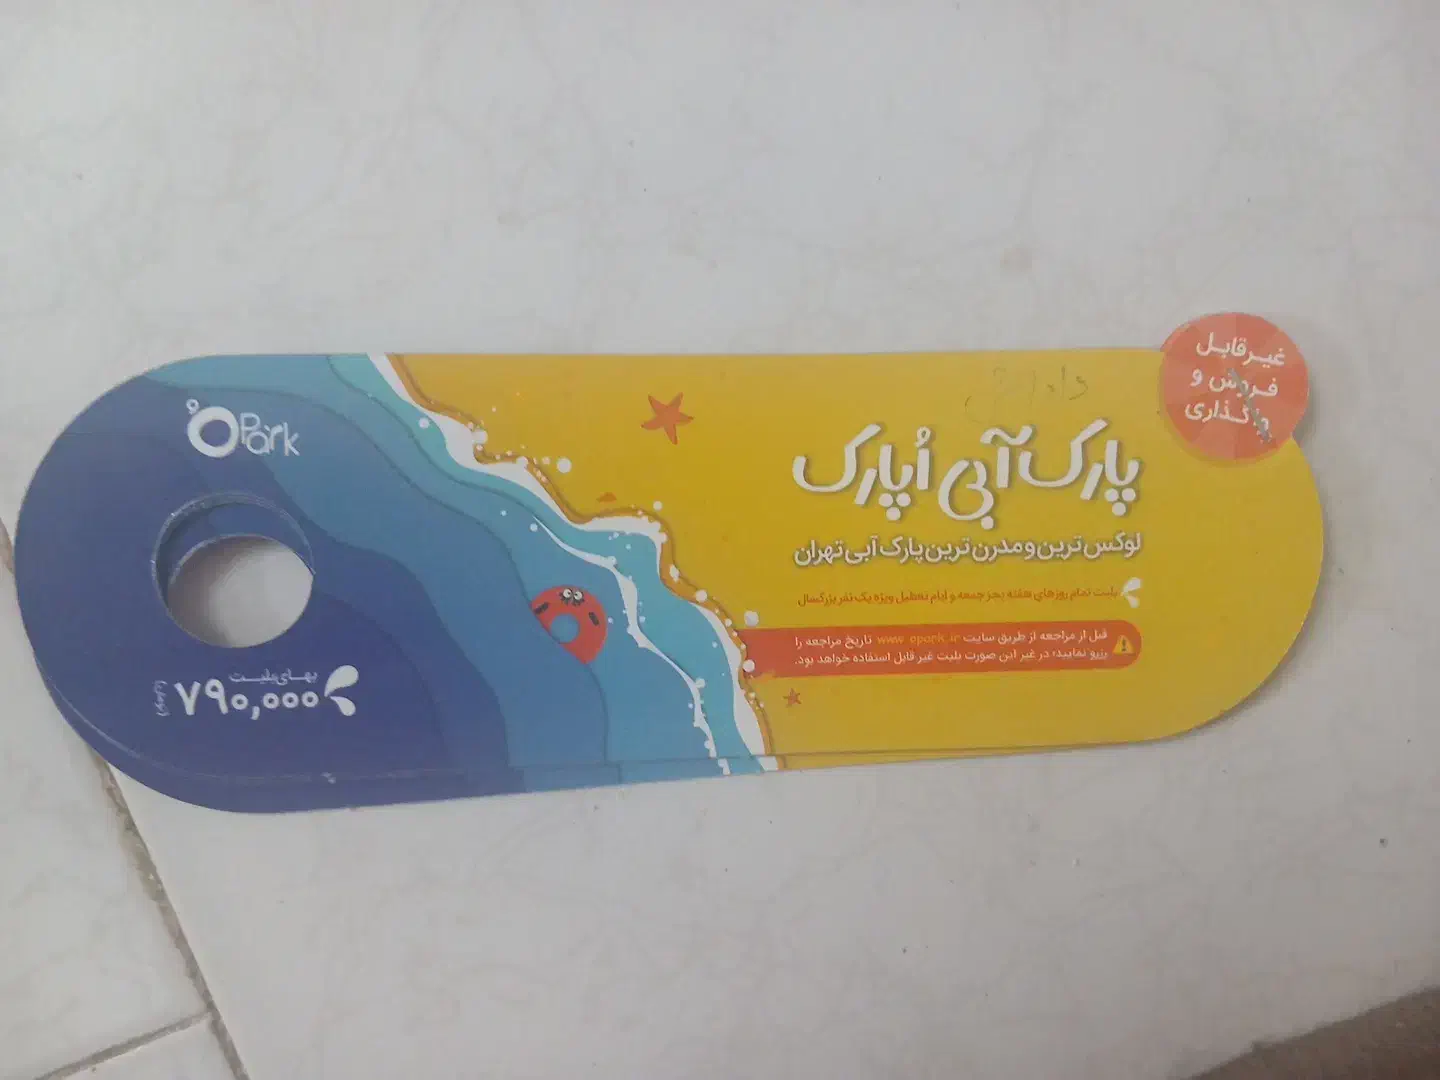 غیرقابل
فروش و
واگذاری
پارک آبی اُپارک
لوکس‌ترین و مدرن‌ترین پارک آبی تهران
بلیت تمام روزهای هفته بجز جمعه و ایام تعطیل ویژه یک نفر بزرگسال
قبل از مراجعه از طریق سایت www.opark.ir تاریخ مراجعه را
رزرو نمایید؛ در غیر این صورت بلیت غیر قابل استفاده خواهد بود.
OPark
بهای بلیت
۷۹۰,۰۰۰
(تومان)